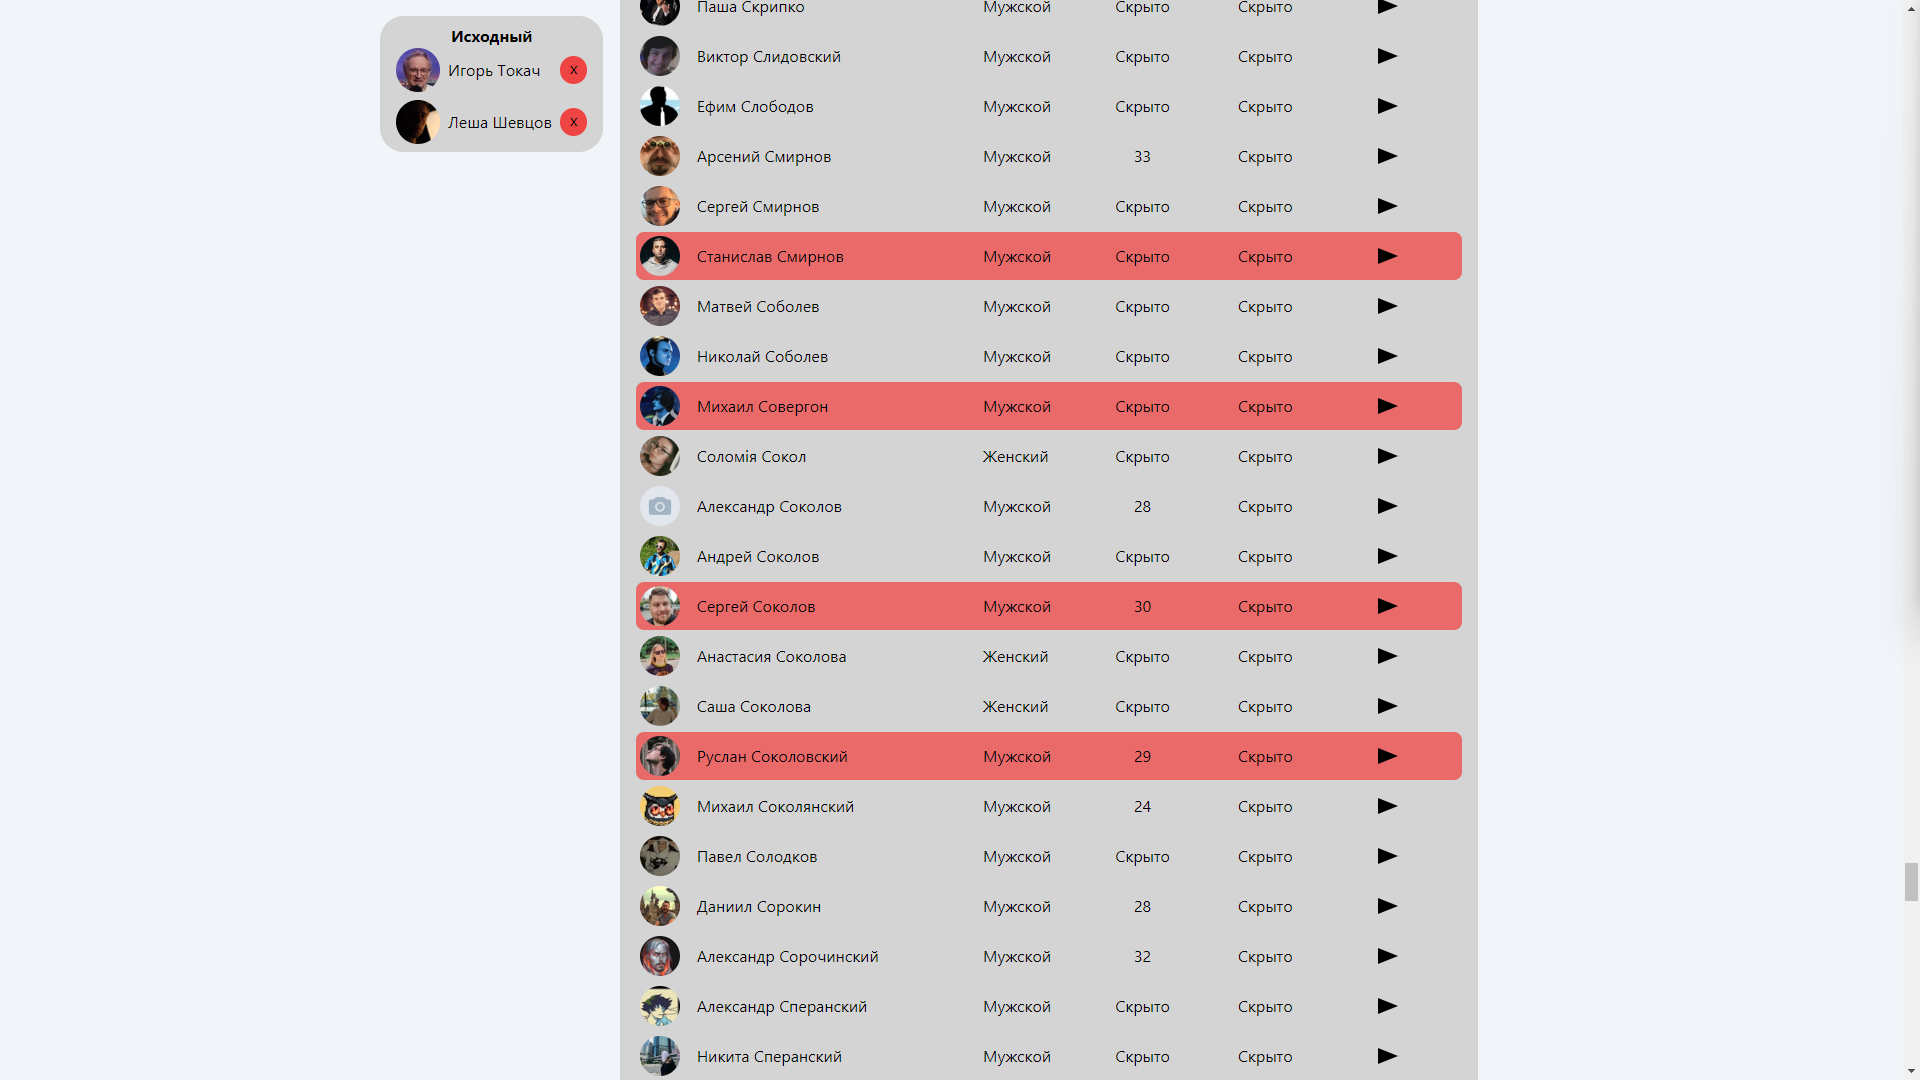 Исходный
Игорь Токач x
Леша Шевцов x
Паша Скрипко Мужской Скрыто Скрыто
Виктор Слидовский Мужской Скрыто Скрыто
Ефим Слободов Мужской Скрыто Скрыто
Арсений Смирнов Мужской 33 Скрыто
Сергей Смирнов Мужской Скрыто Скрыто
Станислав Смирнов Мужской Скрыто Скрыто
Матвей Соболев Мужской Скрыто Скрыто
Николай Соболев Мужской Скрыто Скрыто
Михаил Совергон Мужской Скрыто Скрыто
Соломія Сокол Женский Скрыто Скрыто
Александр Соколов Мужской 28 Скрыто
Андрей Соколов Мужской Скрыто Скрыто
Сергей Соколов Мужской 30 Скрыто
Анастасия Соколова Женский Скрыто Скрыто
Саша Соколова Женский Скрыто Скрыто
Руслан Соколовский Мужской 29 Скрыто
Михаил Соколянский Мужской 24 Скрыто
Павел Солодков Мужской Скрыто Скрыто
Даниил Сорокин Мужской 28 Скрыто
Александр Сорочинский Мужской 32 Скрыто
Александр Сперанский Мужской Скрыто Скрыто
Никита Сперанский Мужской Скрыто Скрыто